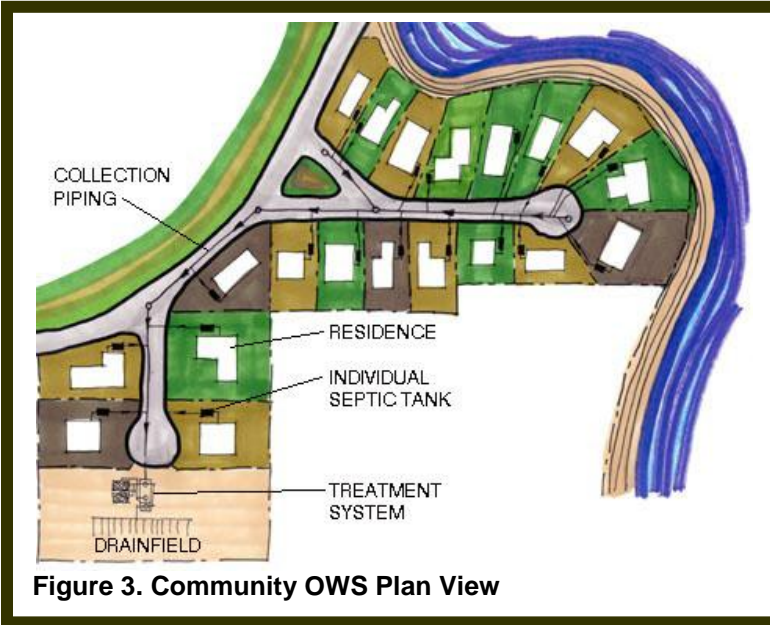 COLLECTION
PIPING
RESIDENCE
INDIVIDUAL
SEPTIC TANK
TREATMENT
SYSTEM
DRAINFIELD
Figure 3. Community OWS Plan View